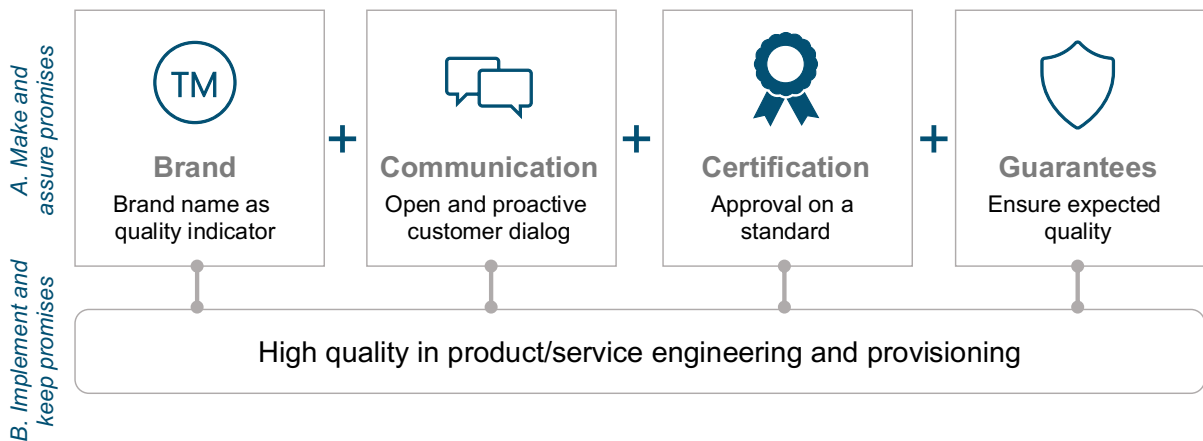 A. Make and
assure promises
TM
Brand
Brand name as
quality indicator
+
Communication
Open and proactive
customer dialog
+
Certification
Approval on a
standard
+
Guarantees
Ensure expected
quality
B. Implement and
keep promises
High quality in product/service engineering and provisioning